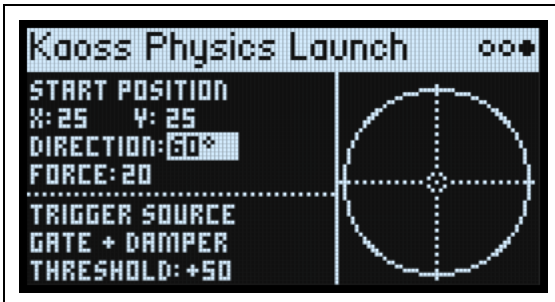 Kaoss Physics Launch
START POSITION
X: 25 Y: 25
DIRECTION: 60°
FORCE: 20
TRIGGER SOURCE
GATE + DAMPER
THRESHOLD: +50